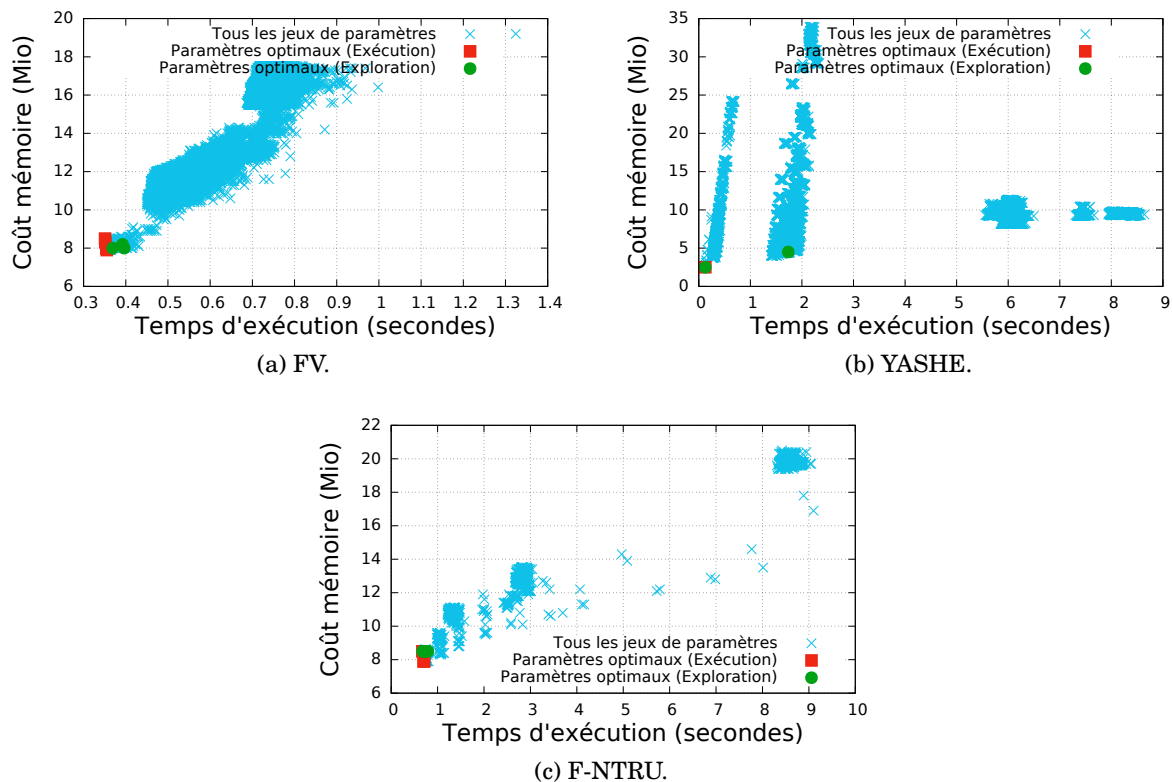 Coût mémoire (Mio)
20
18
16
14
12
10
8
6
Tous les jeux de paramètres
Paramètres optimaux (Exécution)
Paramètres optimaux (Exploration)
0.3 0.4 0.5 0.6 0.7 0.8 0.9 1 1.1 1.2 1.3 1.4
Temps d'exécution (secondes)
(a) FV.
Coût mémoire (Mio)
35
30
25
20
15
10
5
0
Tous les jeux de paramètres
Paramètres optimaux (Exécution)
Paramètres optimaux (Exploration)
0 1 2 3 4 5 6 7 8 9
Temps d'exécution (secondes)
(b) YASHE.
Coût mémoire (Mio)
22
20
18
16
14
12
10
8
6
Tous les jeux de paramètres
Paramètres optimaux (Exécution)
Paramètres optimaux (Exploration)
0 1 2 3 4 5 6 7 8 9 10
Temps d'exécution (secondes)
(c) F-NTRU.